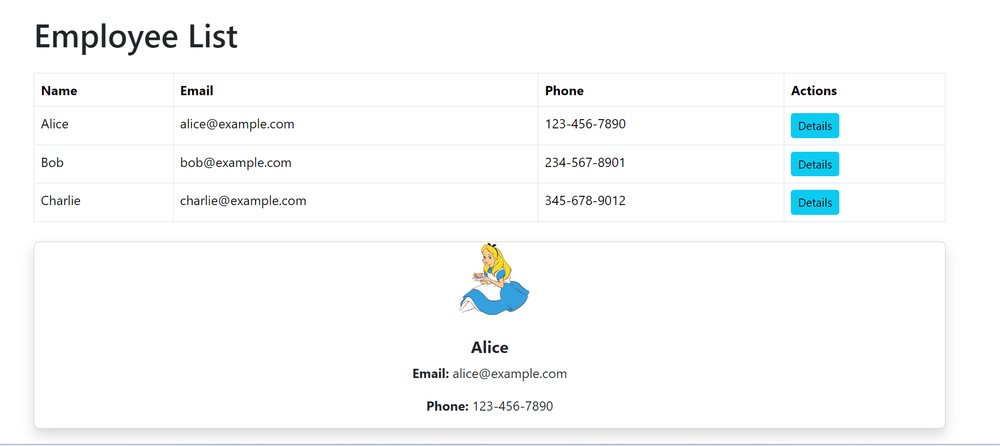 Employee List
Name Email Phone Actions
Alice alice@example.com 123-456-7890 Details
Bob bob@example.com 234-567-8901 Details
Charlie charlie@example.com 345-678-9012 Details
Alice
Email: alice@example.com
Phone: 123-456-7890